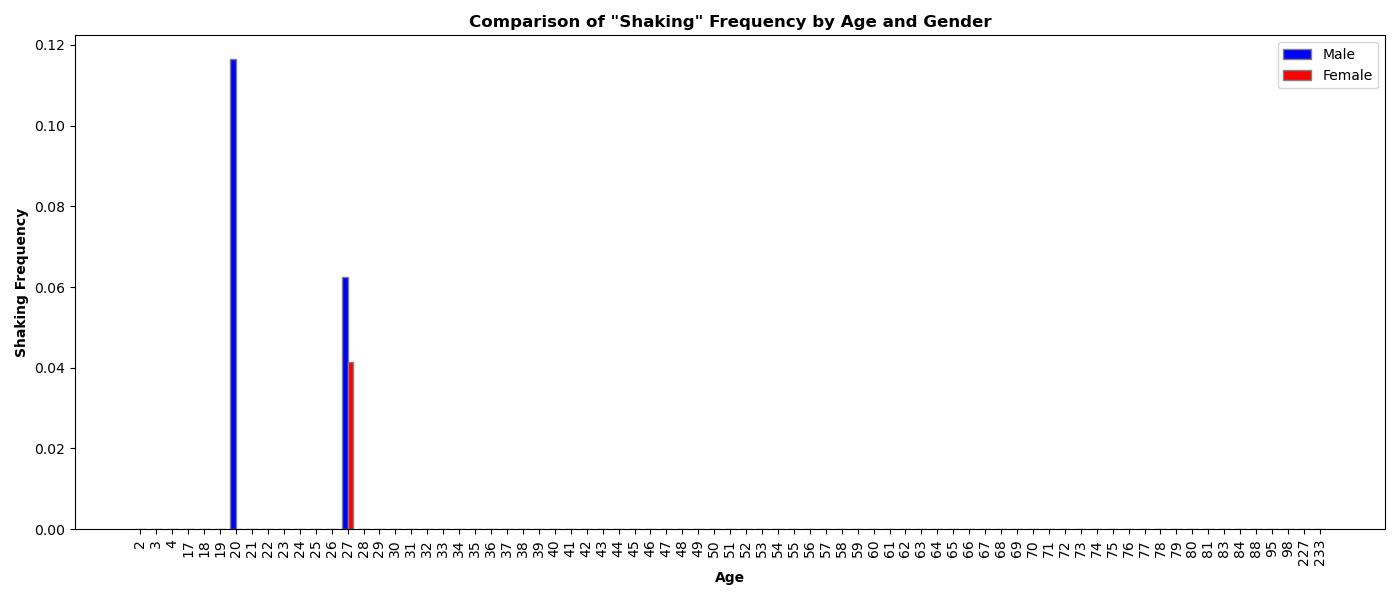 Comparison of "Shaking" Frequency by Age and Gender
Male
Female
Shaking Frequency
0.12
0.10
0.08
0.06
0.04
0.02
0.00
2 3 4 17 18 19 20 21 22 23 24 25 26 27 28 29 30 31 32 33 34 35 36 37 38 39 40 41 42 43 44 45 46 47 48 49 50 51 52 53 54 55 56 57 58 59 60 61 62 63 64 65 66 67 68 69 70 71 72 73 74 75 76 77 78 79 80 81 83 84 88 95 98 227 233
Age